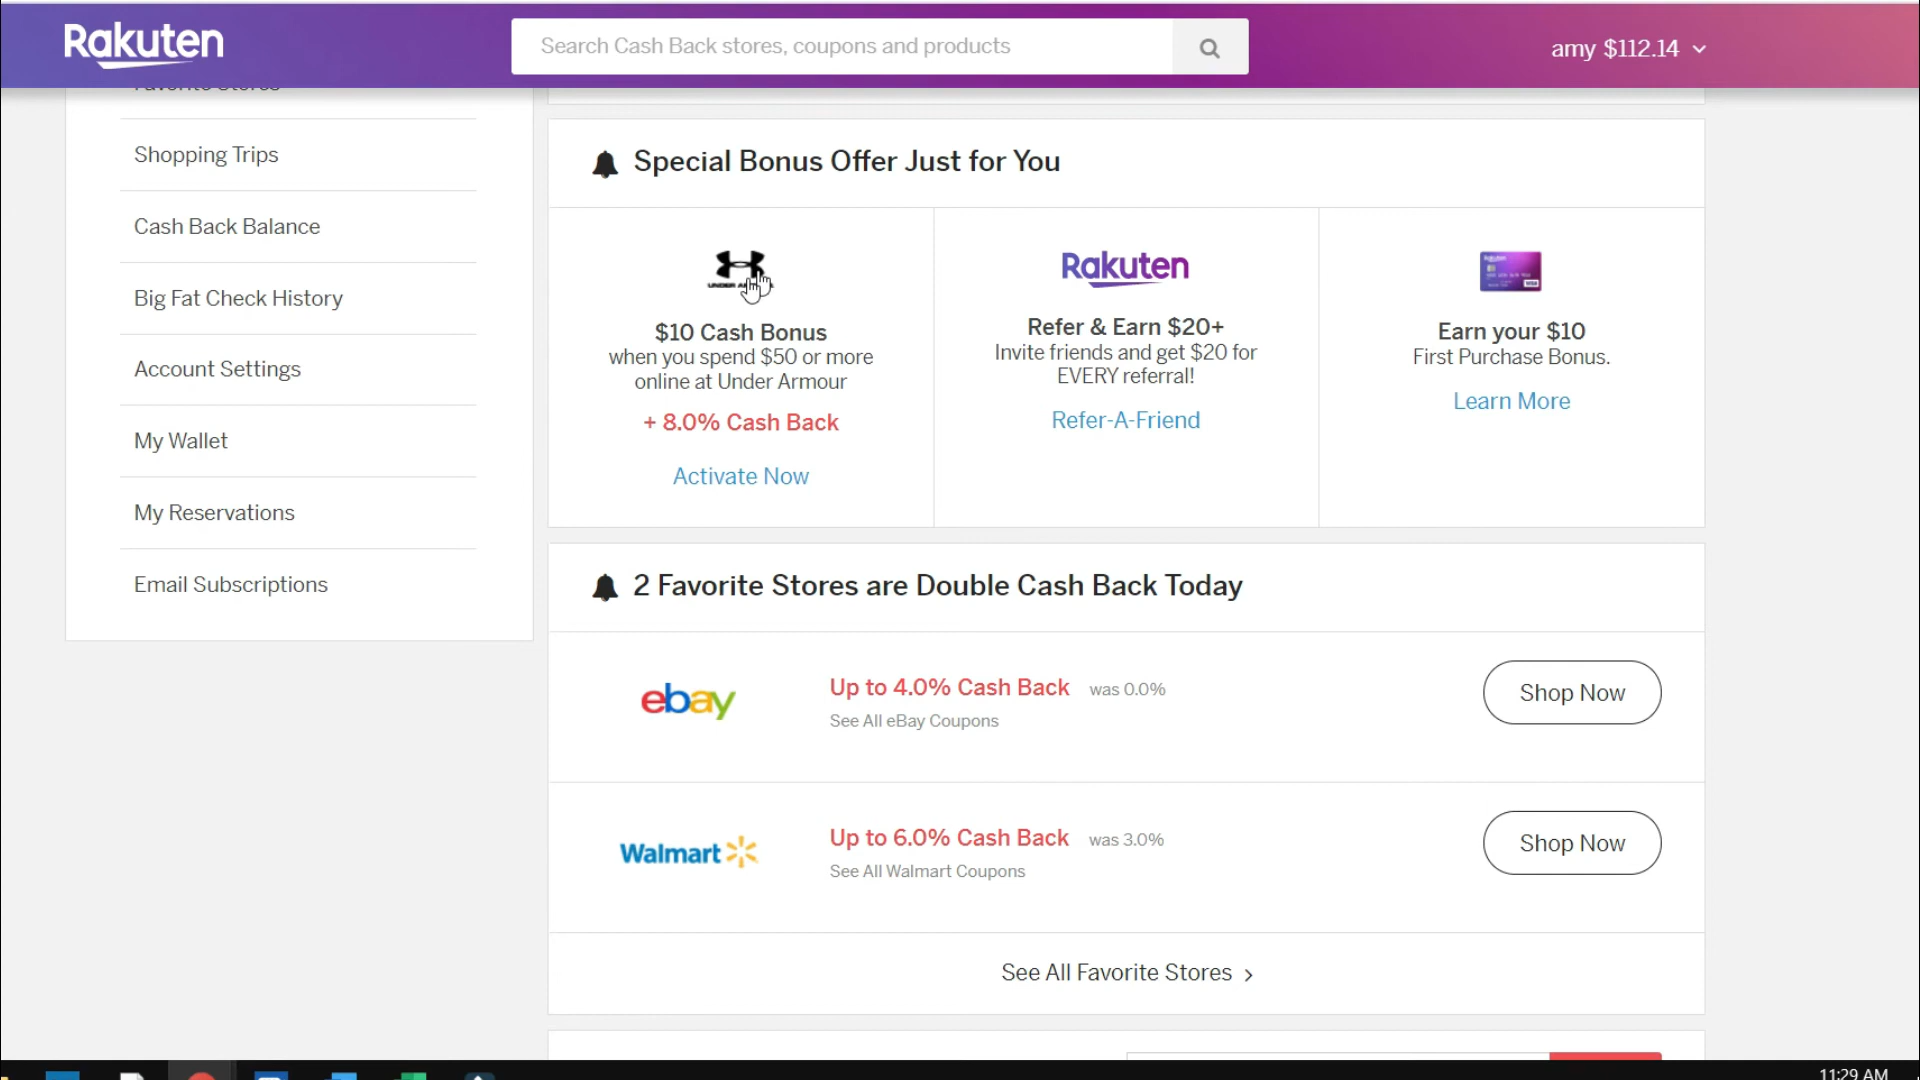 Rakuten
Search Cash Back stores, coupons and products
amy $112.14
Favorite Stores
Shopping Trips
Cash Back Balance
Big Fat Check History
Account Settings
My Wallet
My Reservations
Email Subscriptions
Special Bonus Offer Just for You
$10 Cash Bonus
when you spend $50 or more
online at Under Armour
+ 8.0% Cash Back
Activate Now
Rakuten
Refer & Earn $20+
Invite friends and get $20 for
EVERY referral!
Refer-A-Friend
Rakuten
VISA
Earn your $10
First Purchase Bonus.
Learn More
2 Favorite Stores are Double Cash Back Today
ebay
Up to 4.0% Cash Back was 0.0%
See All eBay Coupons
Shop Now
Walmart
Up to 6.0% Cash Back was 3.0%
See All Walmart Coupons
Shop Now
See All Favorite Stores
11:29 AM